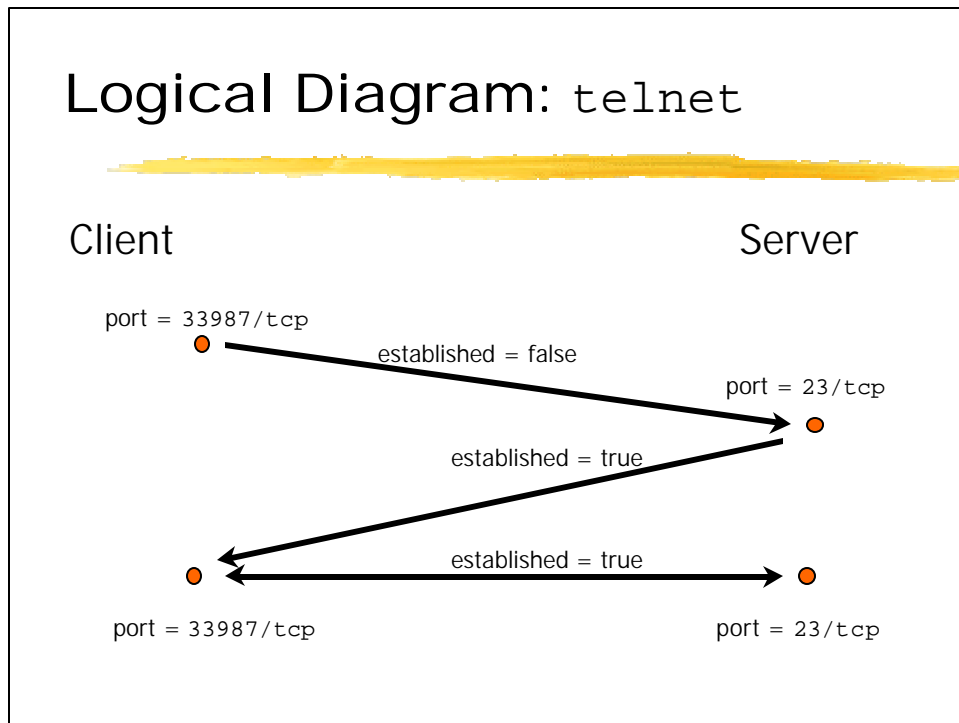 Logical Diagram: telnet
Client
Server
port = 33987/tcp
established = false
port = 23/tcp
established = true
established = true
port = 33987/tcp
port = 23/tcp